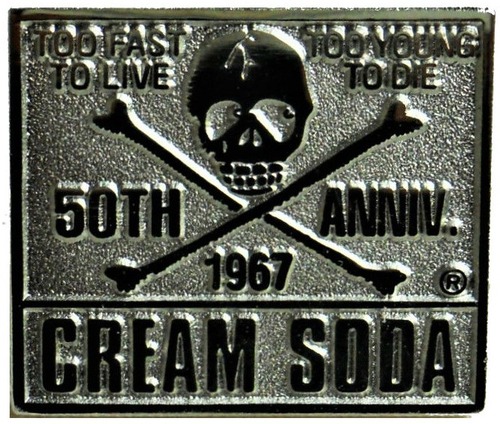 TOO FAST
TO LIVE
TOO YOUNG
TO DIE
50TH ANNIV.
1967
®
CREAM SODA